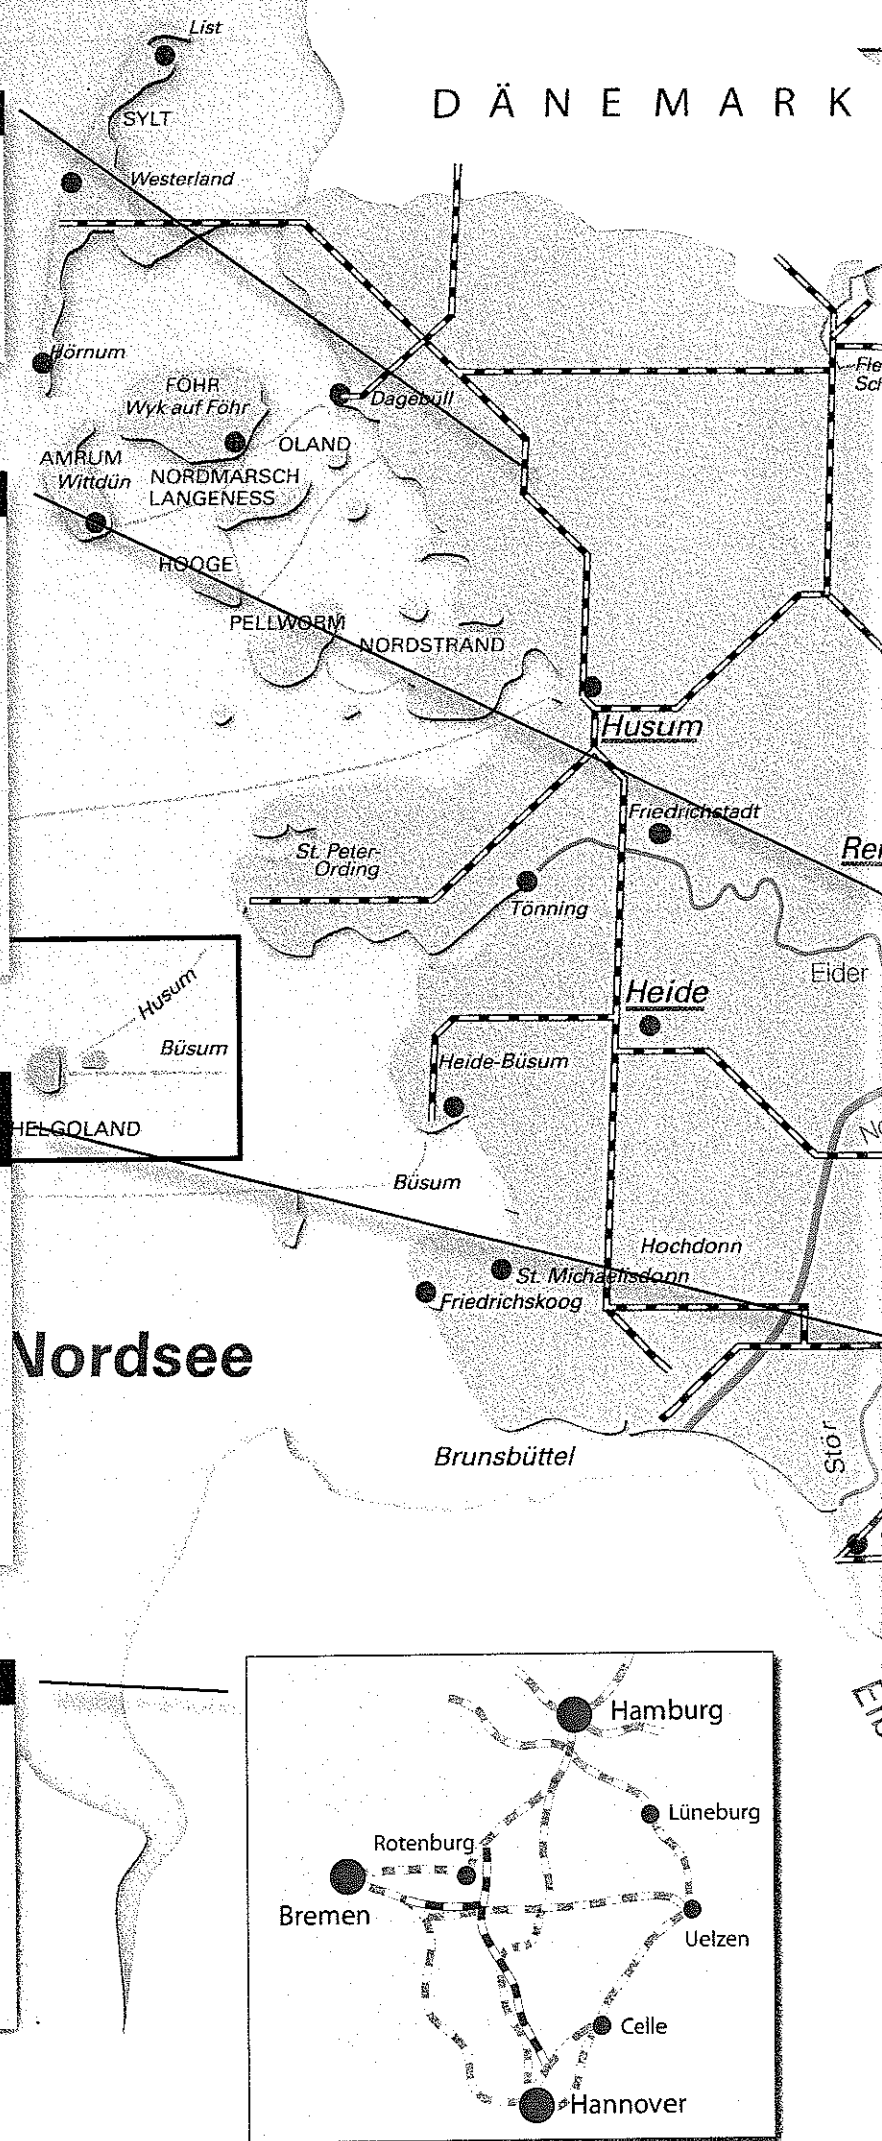 List
DÄNEMARK
SYLT
Westerland
Hörnum
FÖHR
Wyk auf Föhr
Dagebüll
OLAND
AMRUM
Wittdün
NORDMARSCH
LANGENESS
HOOGE
PELLWORM
NORDSTRAND
Husum
Friedrichstadt
St. Peter-
Ording
Tönning
Eider
Heide
Husum
Büsum
HELGOLAND
Heide-Büsum
Büsum
Hochdonn
St. Michaelisdonn
Friedrichskoog
Nordsee
Brunsbüttel
Stör
Hamburg
Lüneburg
Rotenburg
Bremen
Uelzen
Celle
Hannover